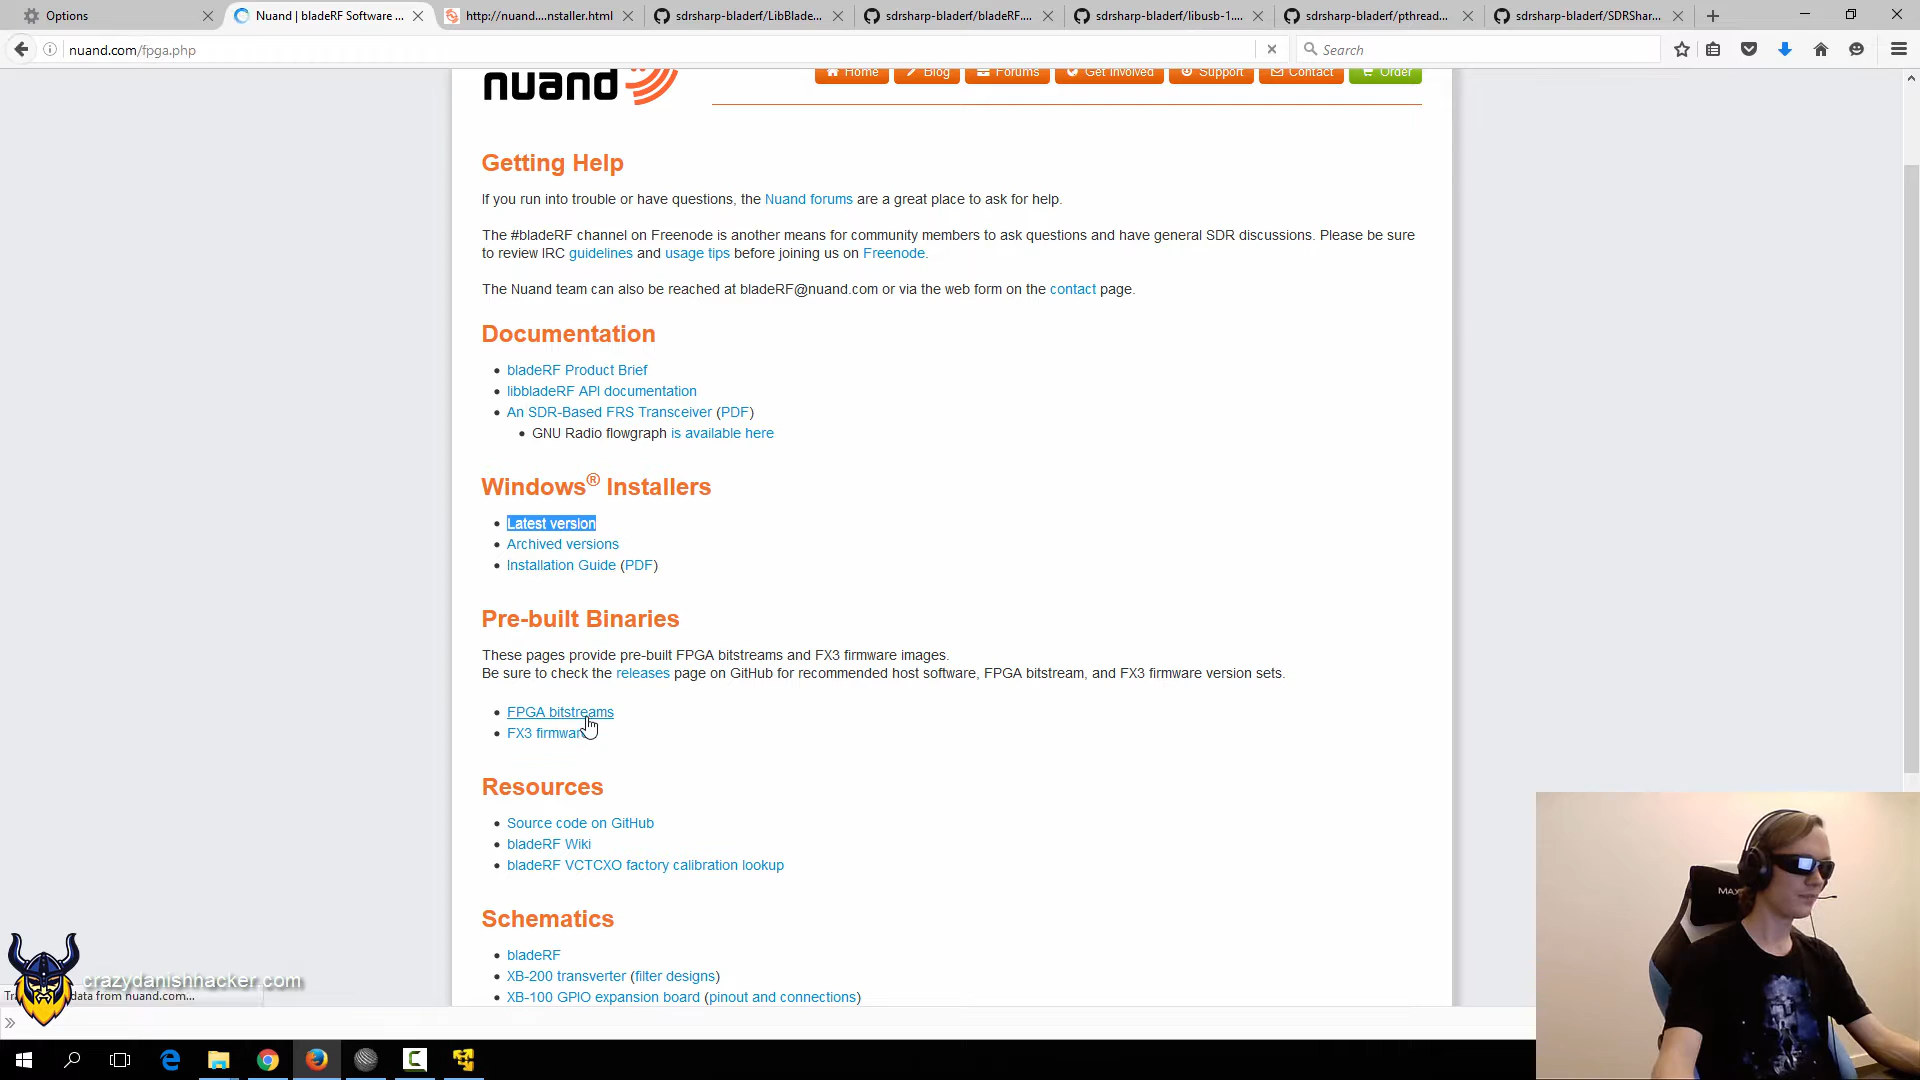 Options
Nuand | bladeRF Software ...
http://nuand....nstaller.html
sdrsharp-bladerf/LibBlade...
sdrsharp-bladerf/bladeRF....
sdrsharp-bladerf/libusb-1....
sdrsharp-bladerf/pthread...
sdrsharp-bladerf/SDRShar...
nuand.com/fpga.php
Search
nuand
Home
Blog
Forums
Get Involved
Support
Contact
Order
Getting Help
If you run into trouble or have questions, the Nuand forums are a great place to ask for help.
The #bladeRF channel on Freenode is another means for community members to ask questions and have general SDR discussions. Please be sure
to review IRC guidelines and usage tips before joining us on Freenode.
The Nuand team can also be reached at bladeRF@nuand.com or via the web form on the contact page.
Documentation
• bladeRF Product Brief
• libbladeRF API documentation
• An SDR-Based FRS Transceiver (PDF)
• GNU Radio flowgraph is available here
Windows® Installers
• Latest version
• Archived versions
• Installation Guide (PDF)
Pre-built Binaries
These pages provide pre-built FPGA bitstreams and FX3 firmware images.
Be sure to check the releases page on GitHub for recommended host software, FPGA bitstream, and FX3 firmware version sets.
• FPGA bitstreams
• FX3 firmware
Resources
• Source code on GitHub
• bladeRF Wiki
• bladeRF VCTCXO factory calibration lookup
Schematics
• bladeRF
• XB-200 transverter (filter designs)
• XB-100 GPIO expansion board (pinout and connections)
crazydanishhacker.com
data from nuand.com...